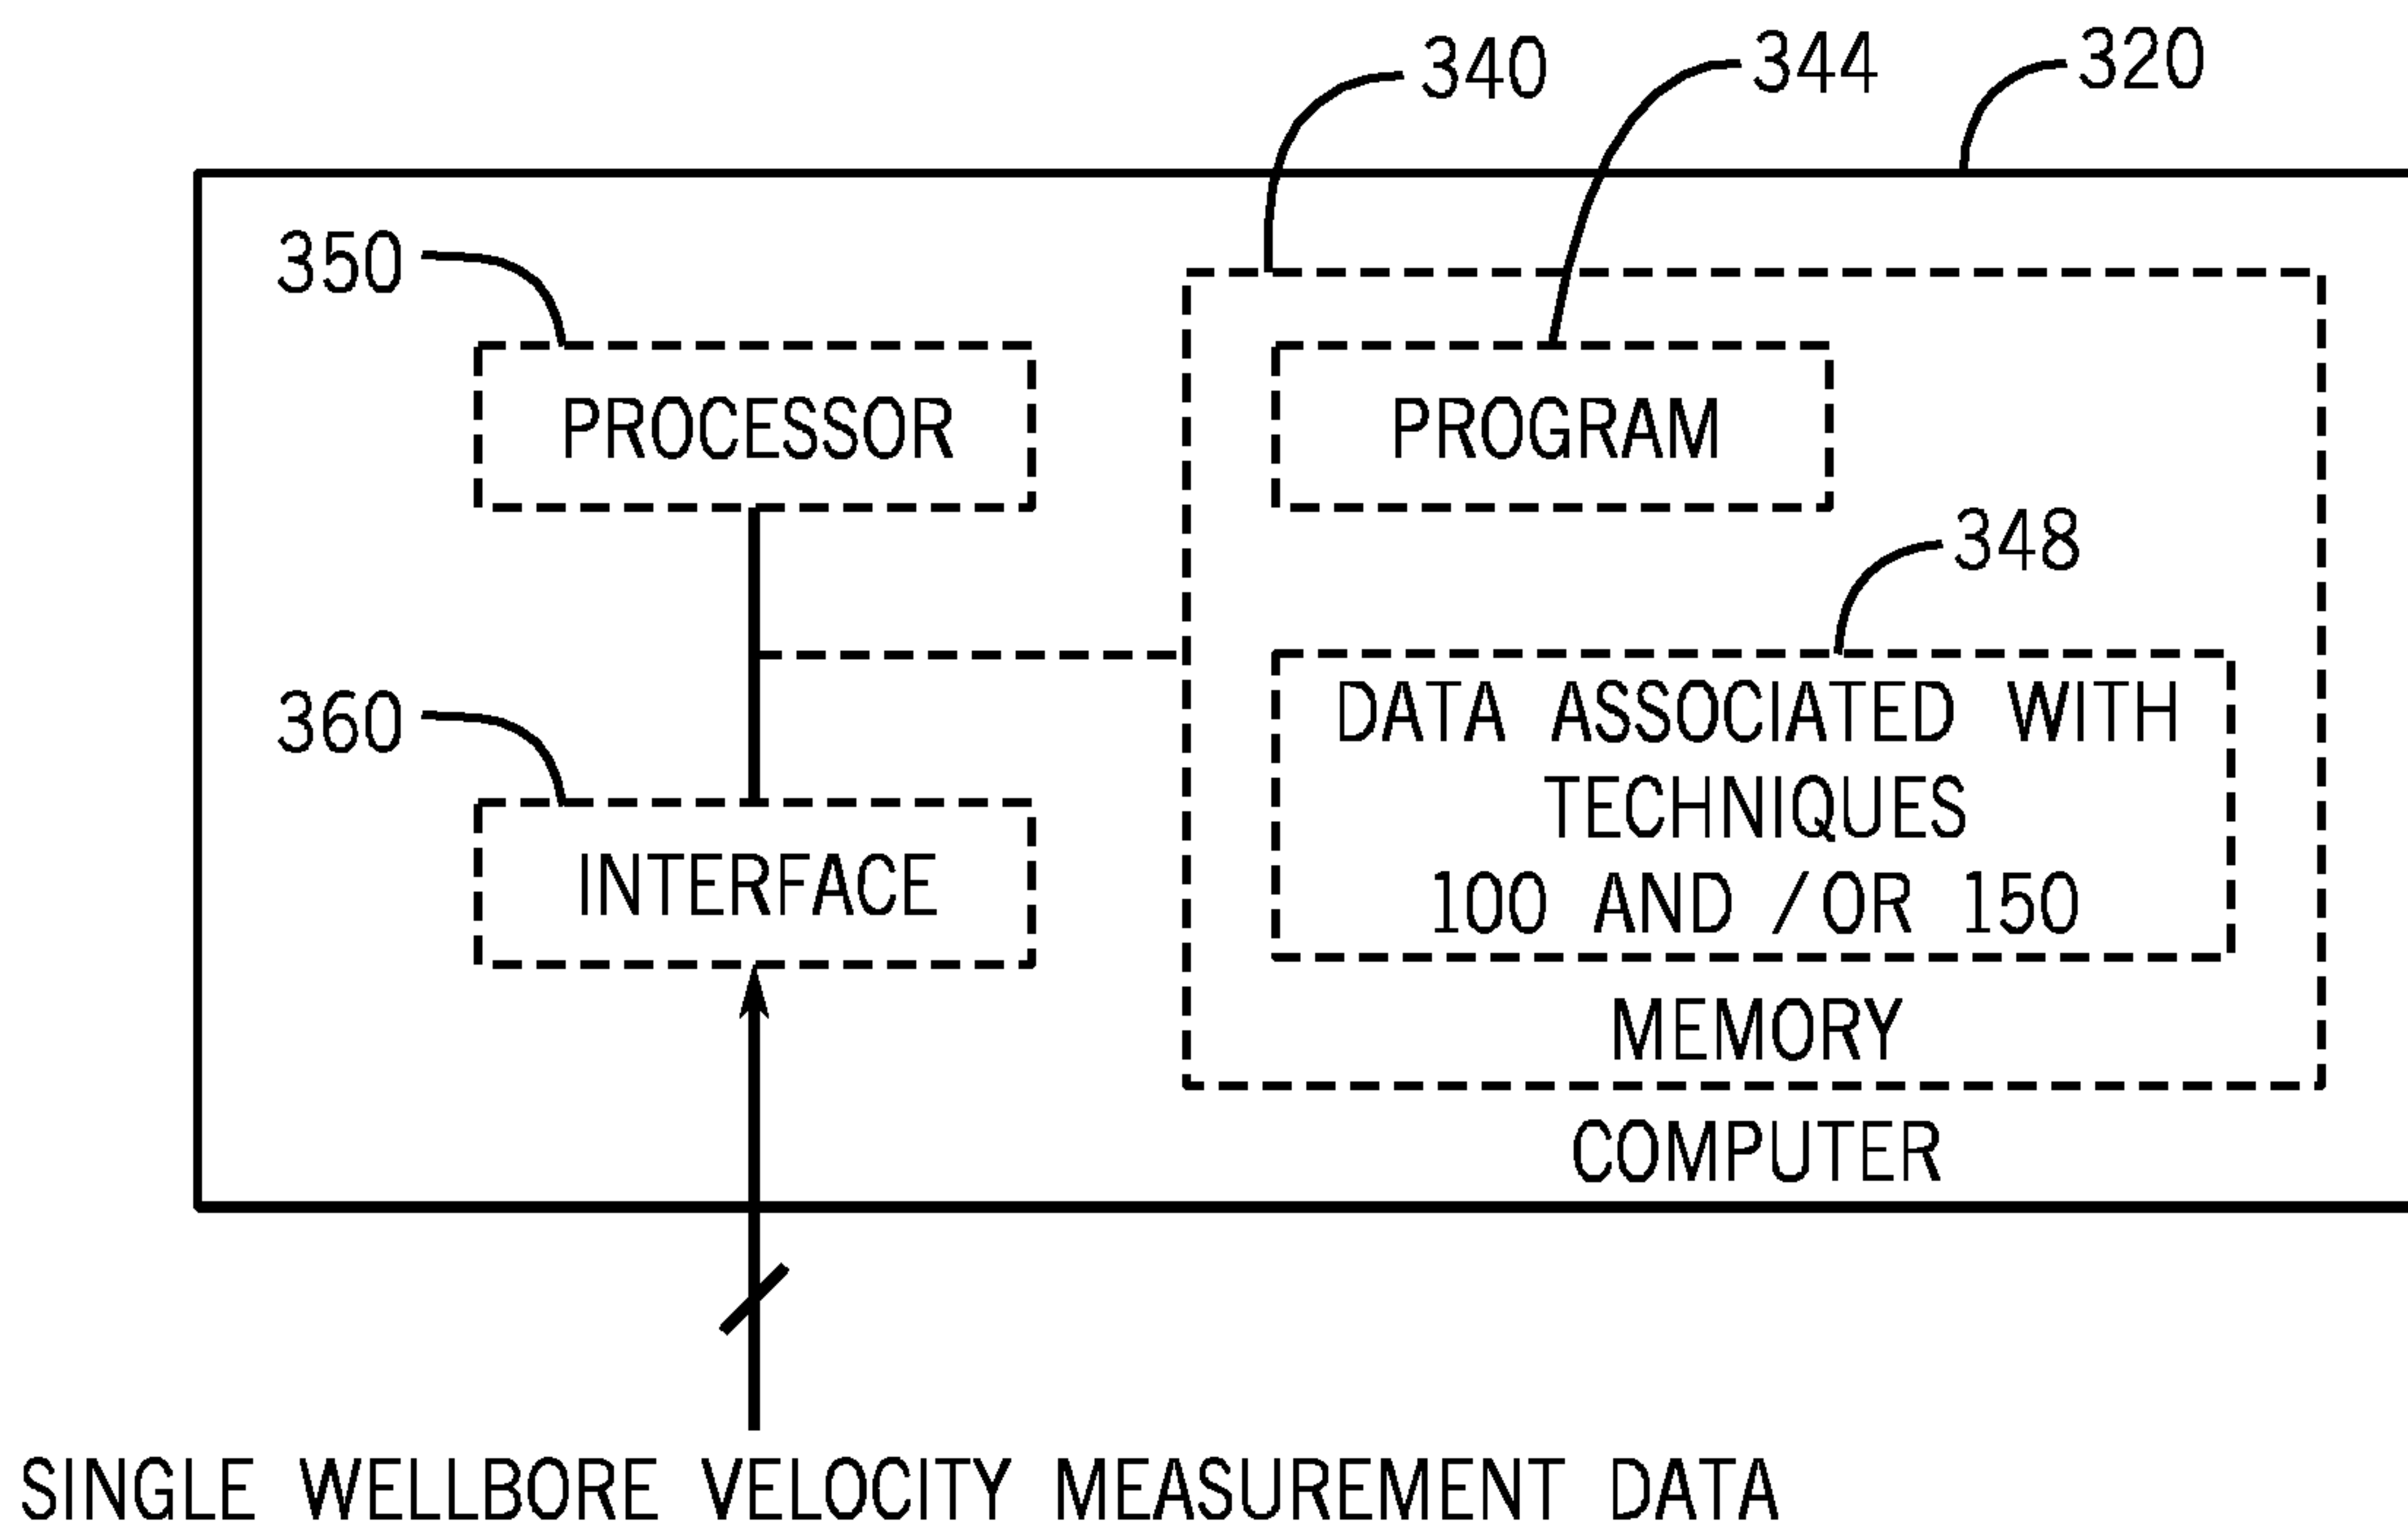 340
344
320
350
PROCESSOR
PROGRAM
348
360
DATA ASSOCIATED WITH
TECHNIQUES
100 AND /OR 150
INTERFACE
MEMORY
COMPUTER
SINGLE WELLBORE VELOCITY MEASUREMENT DATA